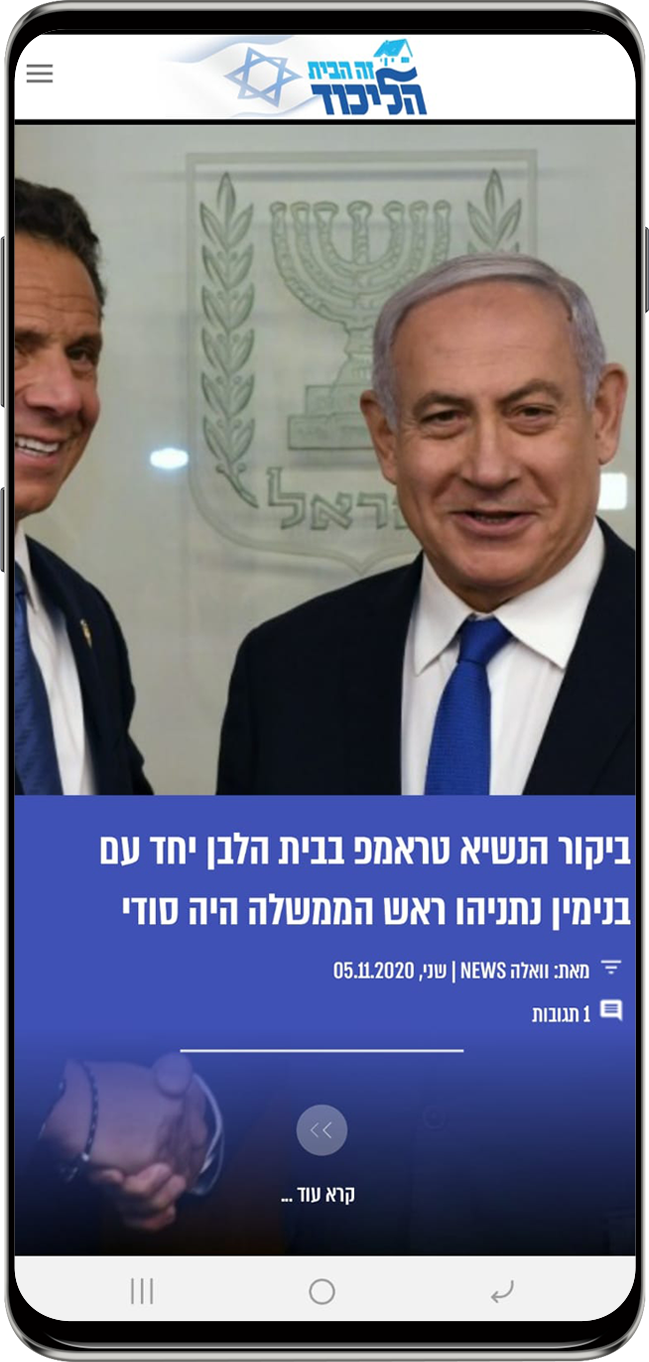 זה הבית
הליכוד
ישראל
ביקור הנשיא טראמפ בבית הלבן יחד עם
בנימין נתניהו ראש הממשלה היה סודי
מאת: וואלה NEWS | שני, 05.11.2020
1 תגובות
קרא עוד ...